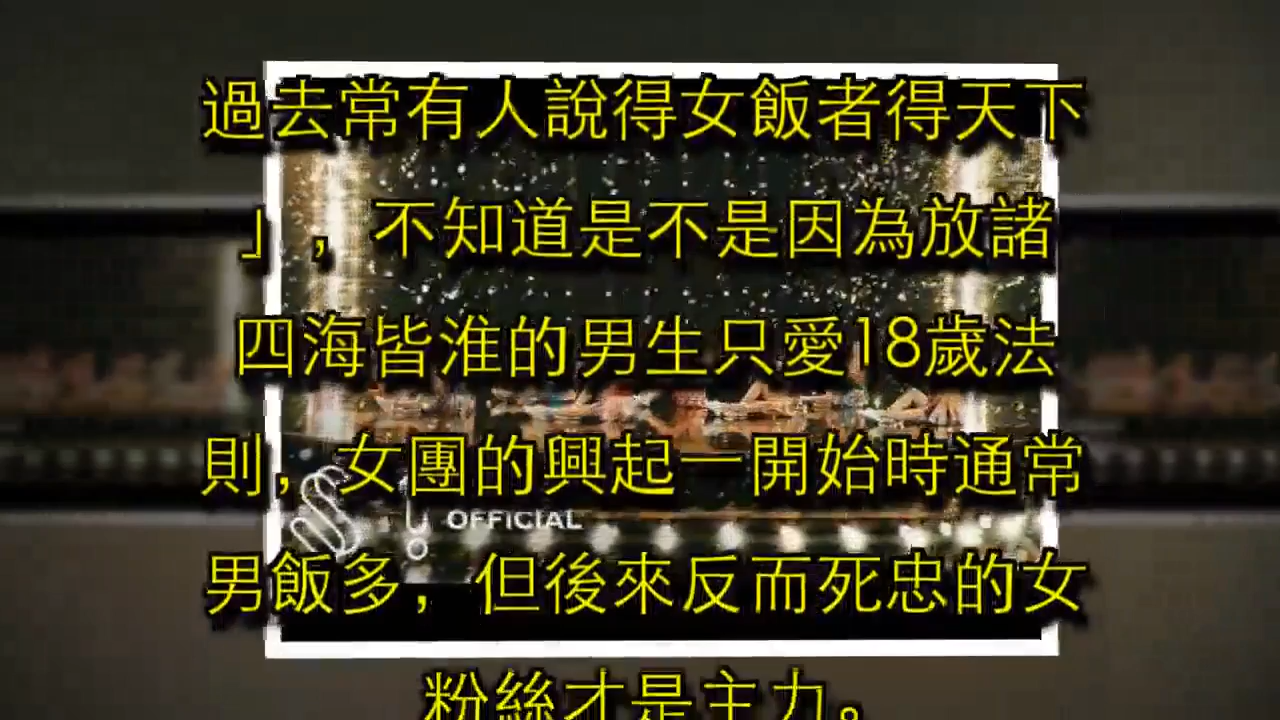 過去常有人說得女飯者得天下
」，不知道是不是因為放諸
四海皆淮的男生只愛18歲法
則，女團的興起一開始時通常
OFFICIAL
男飯多，但後來反而死忠的女
粉絲才是主力。